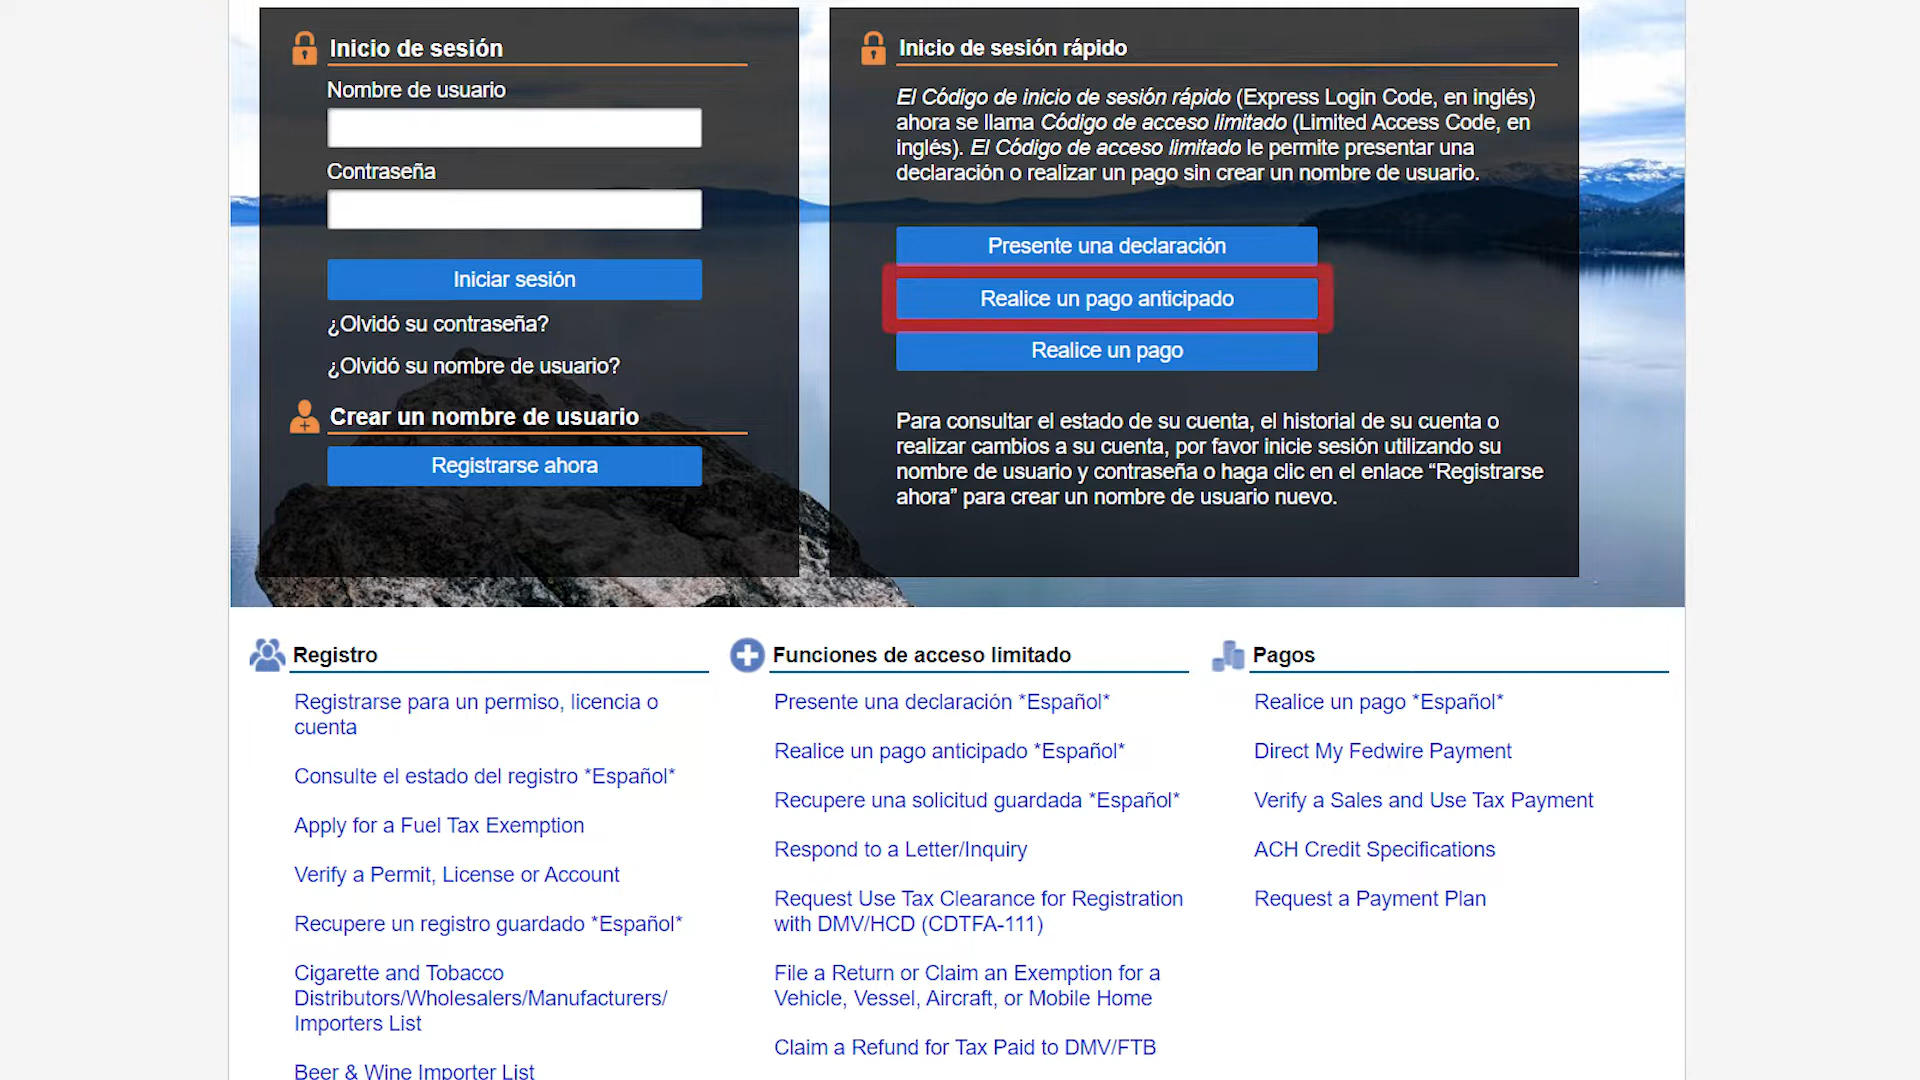 Inicio de sesión
Nombre de usuario
Contraseña
Iniciar sesión
¿Olvidó su contraseña?
¿Olvidó su nombre de usuario?
Crear un nombre de usuario
Registrarse ahora
Inicio de sesión rápido
El Código de inicio de sesión rápido (Express Login Code, en inglés)
ahora se llama Código de acceso limitado (Limited Access Code, en
inglés). El Código de acceso limitado le permite presentar una
declaración o realizar un pago sin crear un nombre de usuario.
Presente una declaración
Realice un pago anticipado
Realice un pago
Para consultar el estado de su cuenta, el historial de su cuenta o
realizar cambios a su cuenta, por favor inicie sesión utilizando su
nombre de usuario y contraseña o haga clic en el enlace “Registrarse
ahora” para crear un nombre de usuario nuevo.
Registro
Registrarse para un permiso, licencia o
cuenta
Consulte el estado del registro *Español*
Apply for a Fuel Tax Exemption
Verify a Permit, License or Account
Recupere un registro guardado *Español*
Cigarette and Tobacco
Distributors/Wholesalers/Manufacturers/
Importers List
Beer & Wine Importer List
Funciones de acceso limitado
Presente una declaración *Español*
Realice un pago anticipado *Español*
Recupere una solicitud guardada *Español*
Respond to a Letter/Inquiry
Request Use Tax Clearance for Registration
with DMV/HCD (CDTFA-111)
File a Return or Claim an Exemption for a
Vehicle, Vessel, Aircraft, or Mobile Home
Claim a Refund for Tax Paid to DMV/FTB
Pagos
Realice un pago *Español*
Direct My Fedwire Payment
Verify a Sales and Use Tax Payment
ACH Credit Specifications
Request a Payment Plan